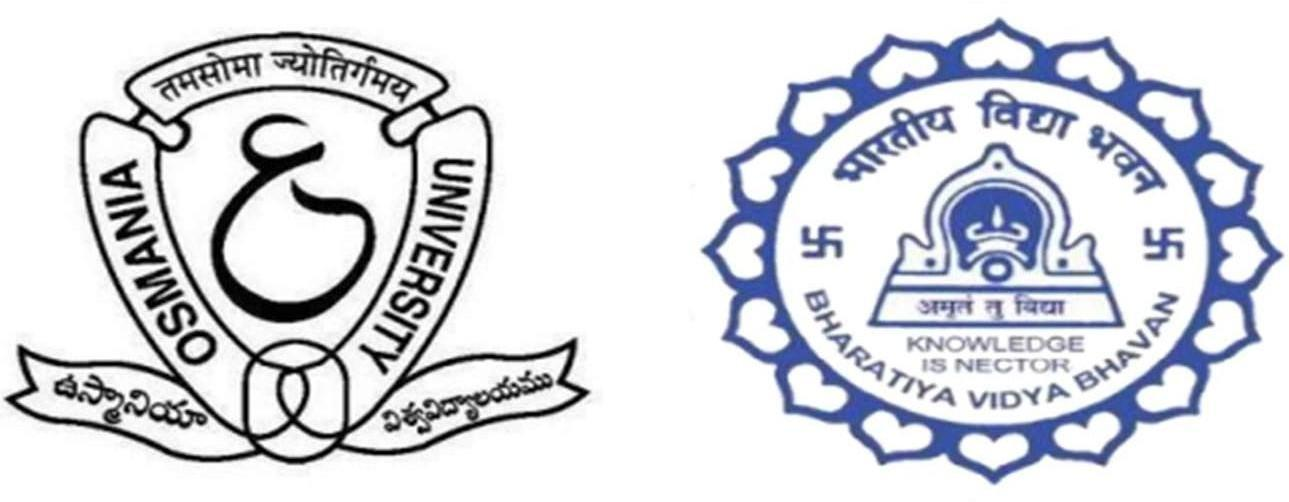 तमसोमा ज्योतिर्गमय
OSMANIA
UNIVERSITY
ع
ఉస్మానియా
విశ్వవిద్యాలయము
भारतीय विद्या भवन
अमृतं तु विद्या
KNOWLEDGE
IS NECTOR
BHARATIYA VIDYA BHAVAN